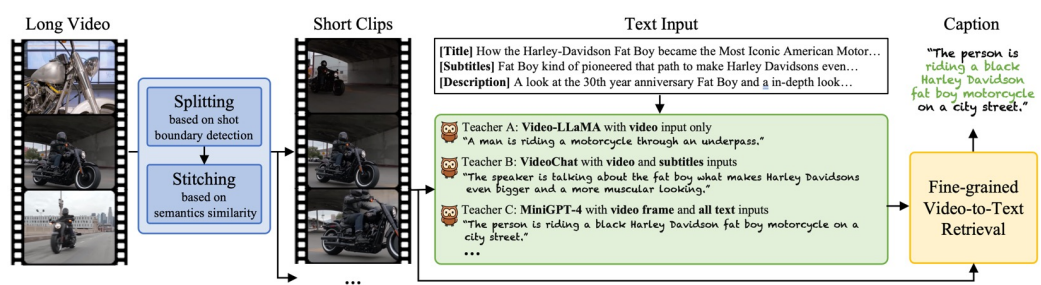 Long Video
Short Clips
Text Input
Caption
Splitting
based on shot
boundary detection
Stitching
based on
semantics similarity
...
[Title] How the Harley-Davidson Fat Boy became the Most Iconic American Motor…
[Subtitles] Fat Boy kind of pioneered that path to make Harley Davidsons even…
[Description] A look at the 30th year anniversary Fat Boy and a in-depth look…
Teacher A: Video-LLaMA with video input only
“A man is riding a motorcycle through an underpass.”
Teacher B: VideoChat with video and subtitles inputs
“The speaker is talking about the fat boy what makes Harley Davidsons
even bigger and a more muscular looking.”
Teacher C: MiniGPT-4 with video frame and all text inputs
“The person is riding a black Harley Davidson fat boy motorcycle on a
city street.”
...
“The person is
riding a black
Harley Davidson
fat boy motorcycle
on a city street.”
Fine-grained
Video-to-Text
Retrieval